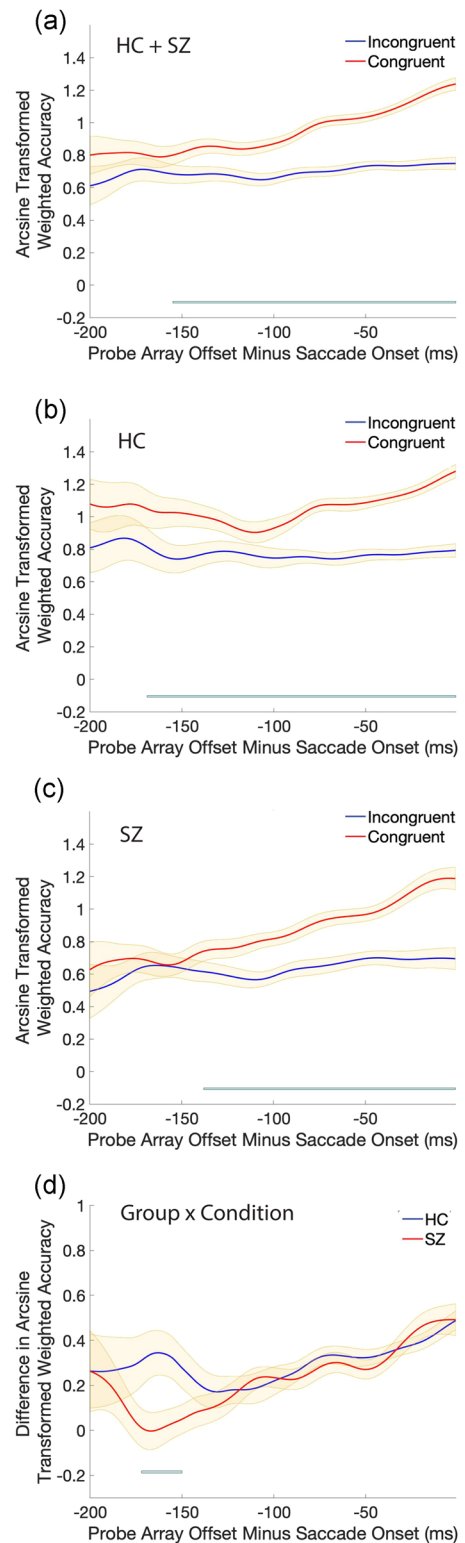 (a)
HC + SZ
Incongruent
Congruent
Arcsine Transformed
Weighted Accuracy
1.4
1.2
1
0.8
0.6
0.4
0.2
0
-0.2
-200 -150 -100 -50
Probe Array Offset Minus Saccade Onset (ms)
(b)
HC
Incongruent
Congruent
Arcsine Transformed
Weighted Accuracy
1.4
1.2
1
0.8
0.6
0.4
0.2
0
-0.2
-200 -150 -100 -50
Probe Array Offset Minus Saccade Onset (ms)
(c)
SZ
Incongruent
Congruent
Arcsine Transformed
Weighted Accuracy
1.4
1.2
1
0.8
0.6
0.4
0.2
0
-0.2
-200 -150 -100 -50
Probe Array Offset Minus Saccade Onset (ms)
(d)
Group x Condition
HC
SZ
Difference in Arcsine
Transformed Weighted Accuracy
1
0.8
0.6
0.4
0.2
0
-0.2
-200 -150 -100 -50
Probe Array Offset Minus Saccade Onset (ms)